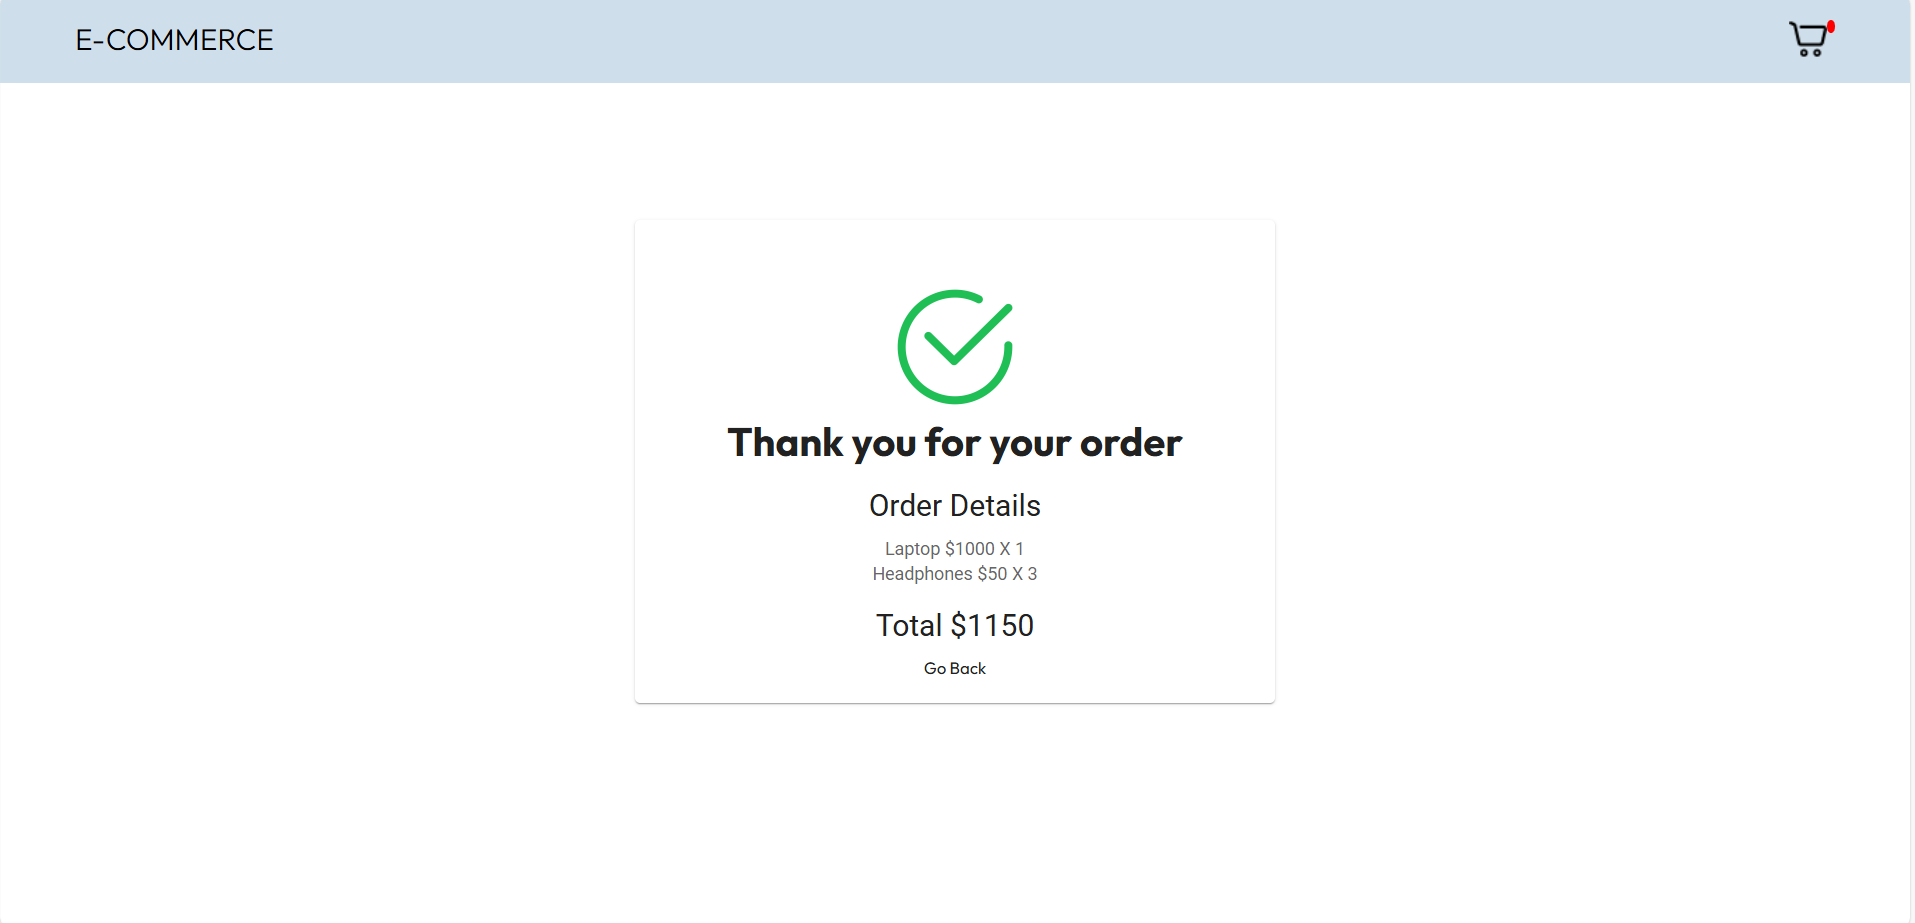 E-COMMERCE
Thank you for your order
Order Details
Laptop $1000 X 1
Headphones $50 X 3
Total $1150
Go Back